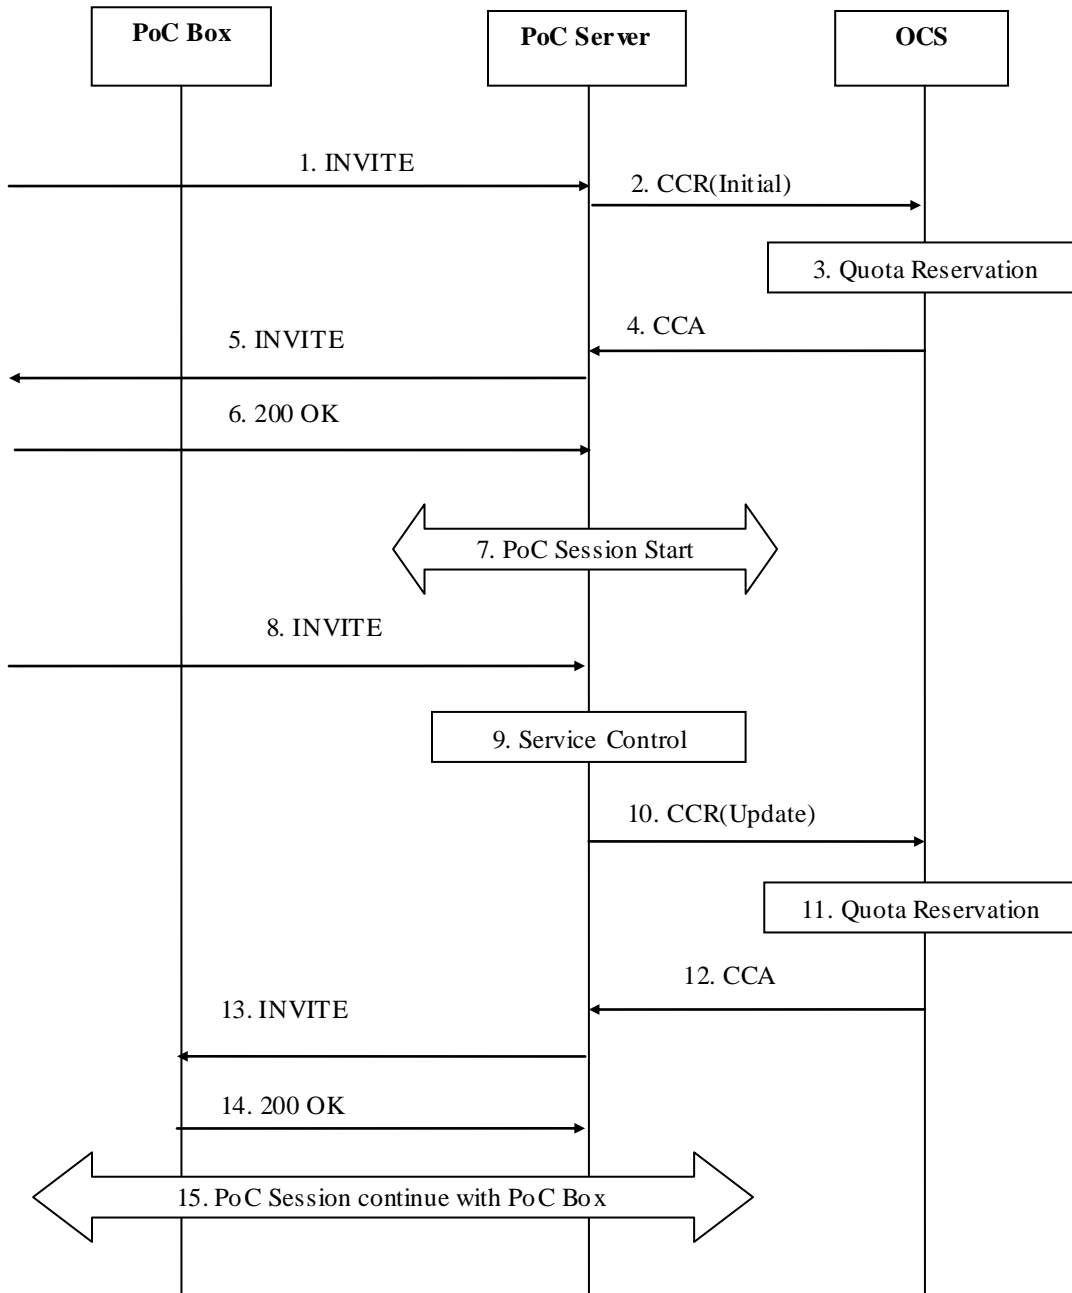 PoC Box
PoC Server
OCS
1. INVITE
2. CCR(Initial)
3. Quota Reservation
4. CCA
5. INVITE
6. 200 OK
7. PoC Session Start
8. INVITE
9. Service Control
10. CCR(Update)
11. Quota Reservation
12. CCA
13. INVITE
14. 200 OK
15. PoC Session continue with PoC Box